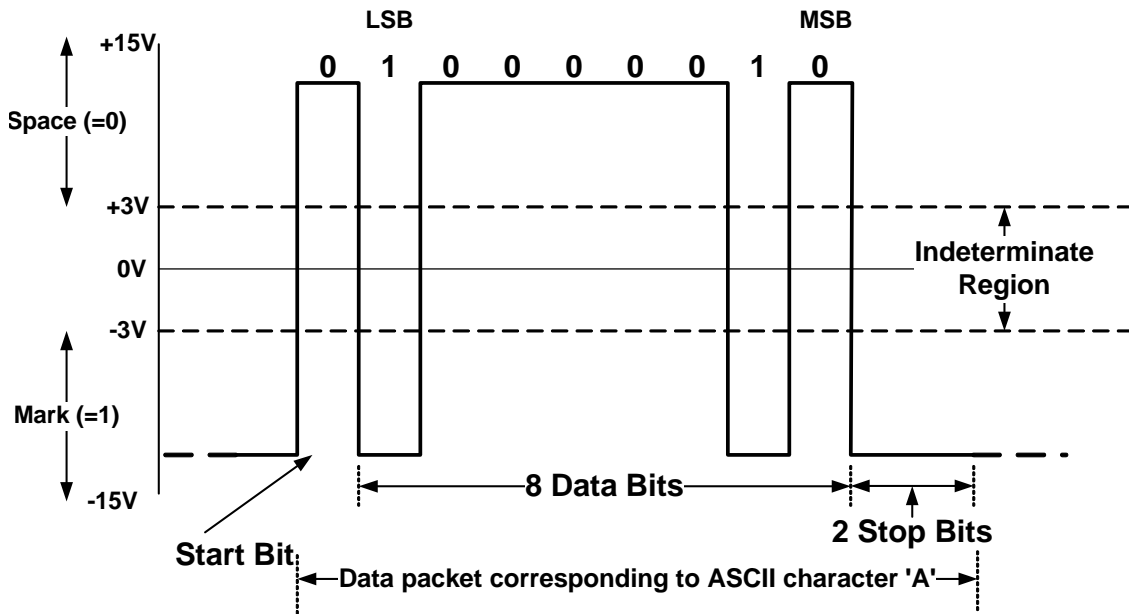 LSB MSB
+15V
0 1 0 0 0 0 0 1 0
Space (=0)
+3V
Indeterminate
Region
0V
-3V
Mark (=1)
-15V
8 Data Bits
2 Stop Bits
Start Bit
Data packet corresponding to ASCII character 'A'